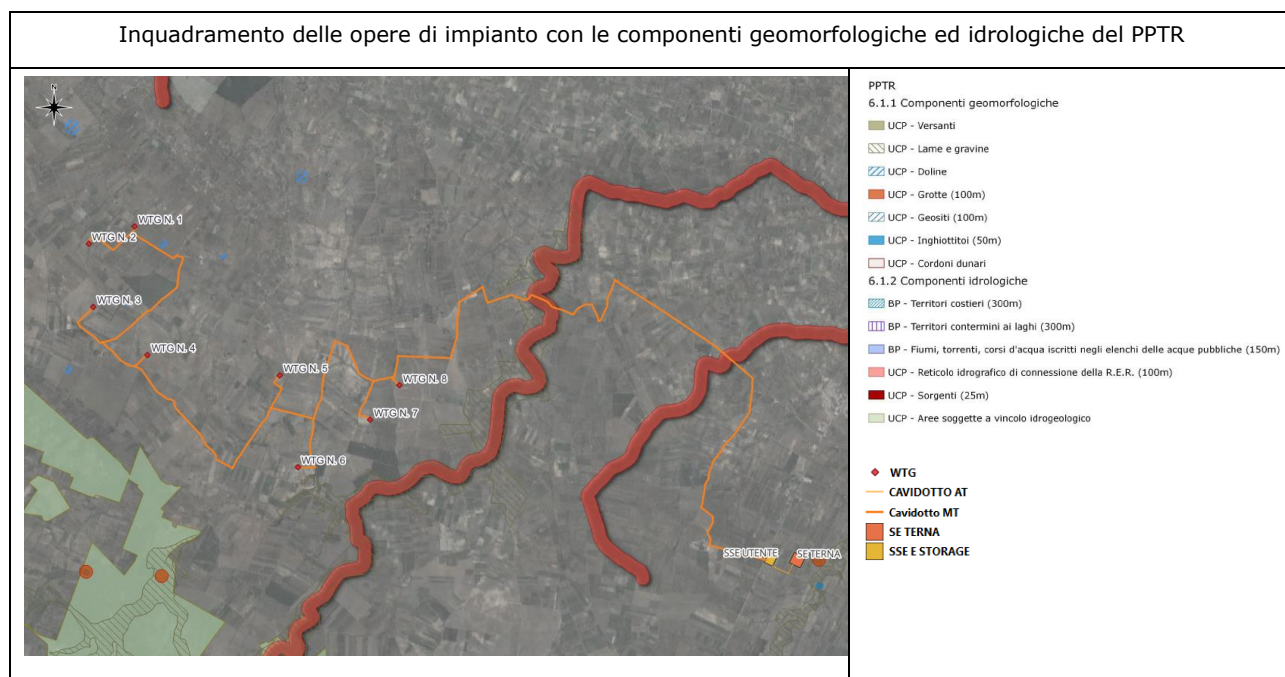 Inquadramento delle opere di impianto con le componenti geomorfologiche ed idrologiche del PPTR
N
WTG N. 1
WTG N. 2
WTG N. 3
WTG N. 4
WTG N. 5
WTG N. 8
WTG N. 7
WTG N. 6
SSE UTENTE
SE TERNA
PPTR
6.1.1 Componenti geomorfologiche
UCP - Versanti
UCP - Lame e gravine
UCP - Doline
UCP - Grotte (100m)
UCP - Geositi (100m)
UCP - Inghiottitoi (50m)
UCP - Cordoni dunari
6.1.2 Componenti idrologiche
BP - Territori costieri (300m)
BP - Territori contermini ai laghi (300m)
BP - Fiumi, torrenti, corsi d'acqua iscritti negli elenchi delle acque pubbliche (150m)
UCP - Reticolo idrografico di connessione della R.E.R. (100m)
UCP - Sorgenti (25m)
UCP - Aree soggette a vincolo idrogeologico
WTG
CAVIDOTTO AT
Cavidotto MT
SE TERNA
SSE E STORAGE